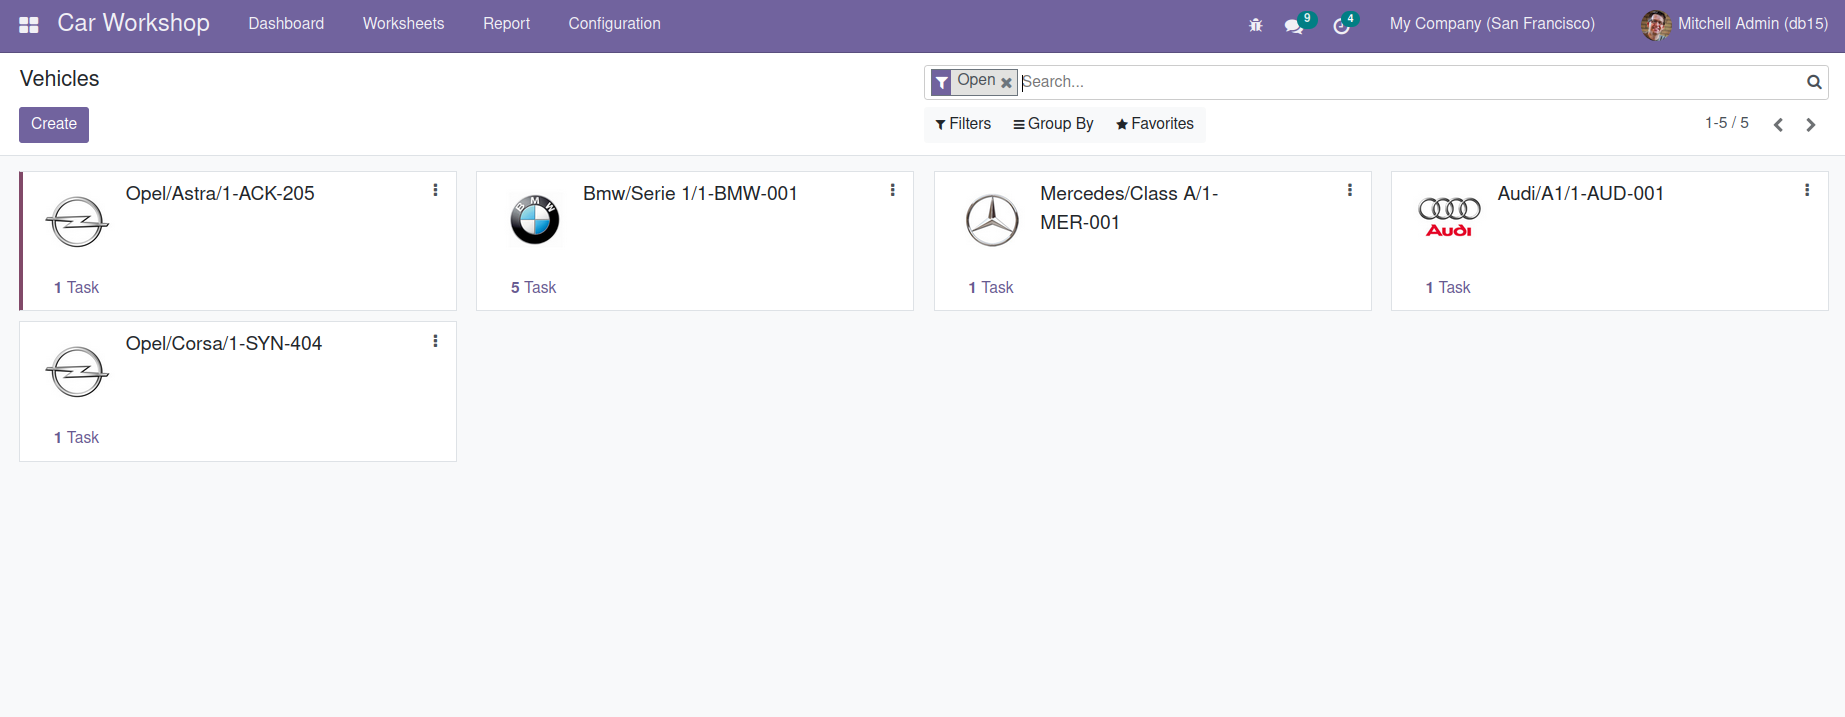 Car Workshop Dashboard Worksheets Report Configuration 9 4 My Company (San Francisco) Mitchell Admin (db15)
Vehicles
Open Search...
Create
Filters Group By Favorites 1-5 / 5
Opel/Astra/1-ACK-205
1 Task
BMW
Bmw/Serie 1/1-BMW-001
5 Task
Mercedes/Class A/1-
MER-001
1 Task
Audi
Audi/A1/1-AUD-001
1 Task
Opel/Corsa/1-SYN-404
1 Task